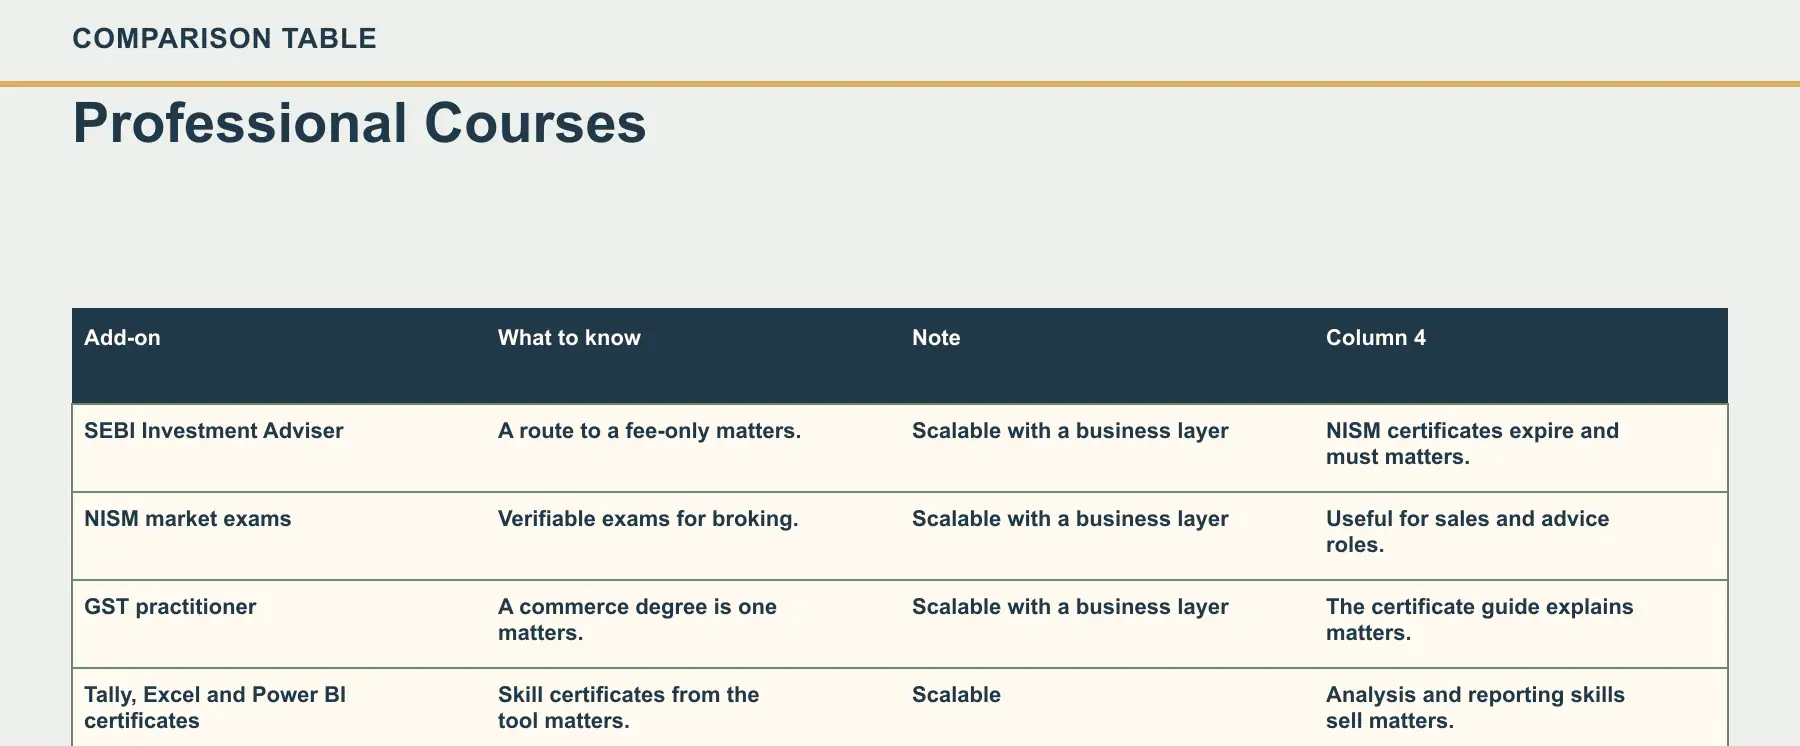 COMPARISON TABLE
Professional Courses
Add-on What to know Note Column 4
SEBI Investment Adviser A route to a fee-only matters. Scalable with a business layer NISM certificates expire and
must matters.
NISM market exams Verifiable exams for broking. Scalable with a business layer Useful for sales and advice
roles.
GST practitioner A commerce degree is one Scalable with a business layer The certificate guide explains
matters. matters.
Tally, Excel and Power BI Skill certificates from the Scalable Analysis and reporting skills
certificates tool matters. sell matters.